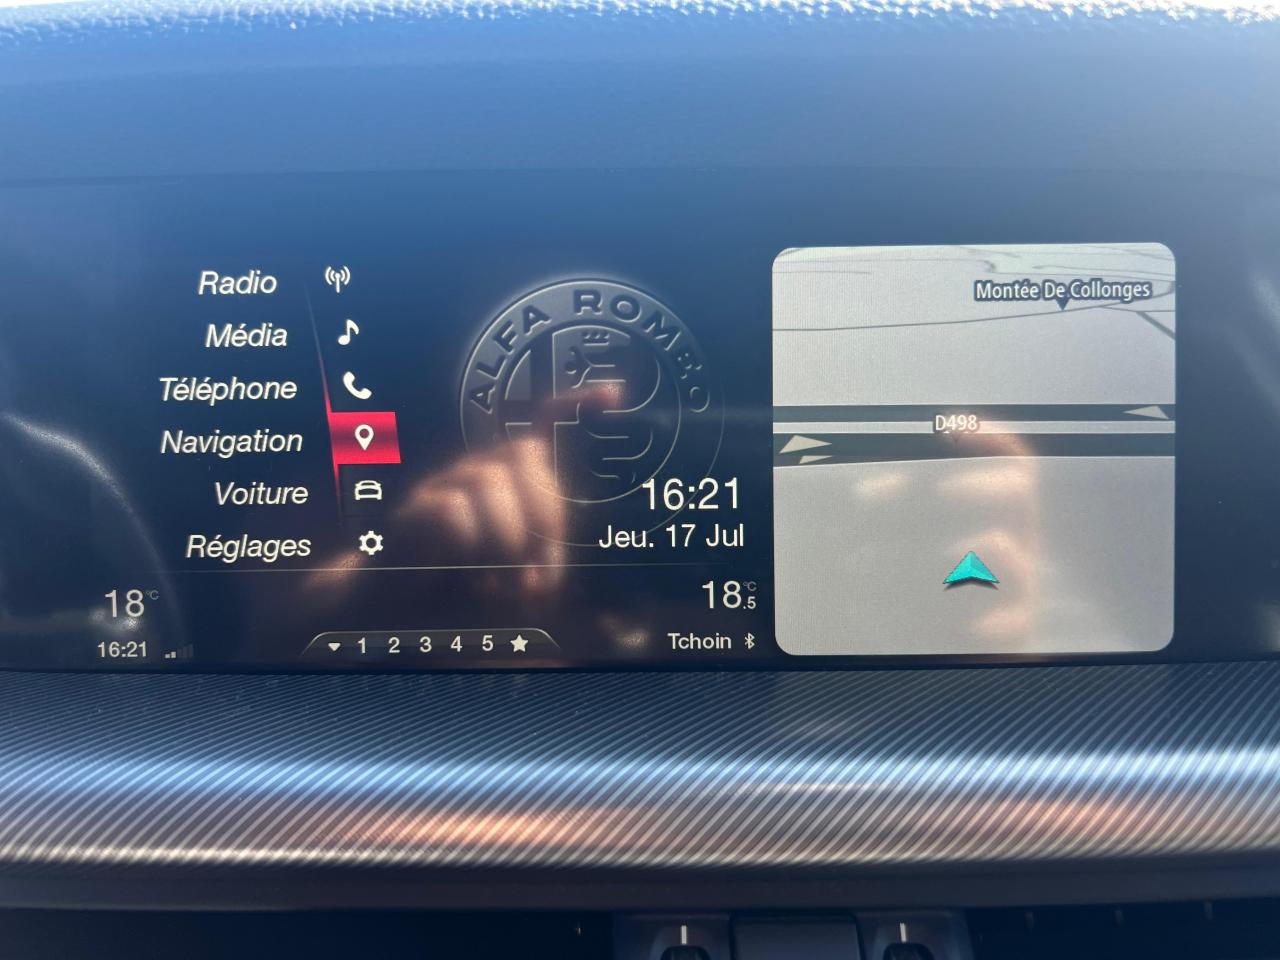 Radio
Média
Téléphone
Navigation
Voiture
Réglages
ALFA ROMEO
16:21
Jeu. 17 Jul
18°C
18.5°C
16:21
1 2 3 4 5
Tchoin
Montée De Collonges
D498